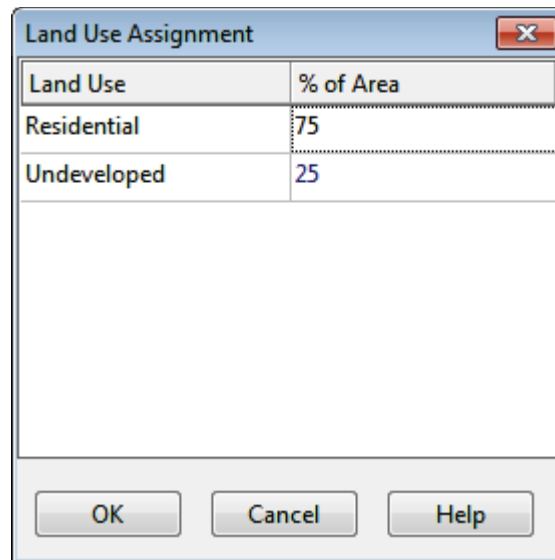 Land Use Assignment
Land Use % of Area
Residential 75
Undeveloped 25
OK Cancel Help